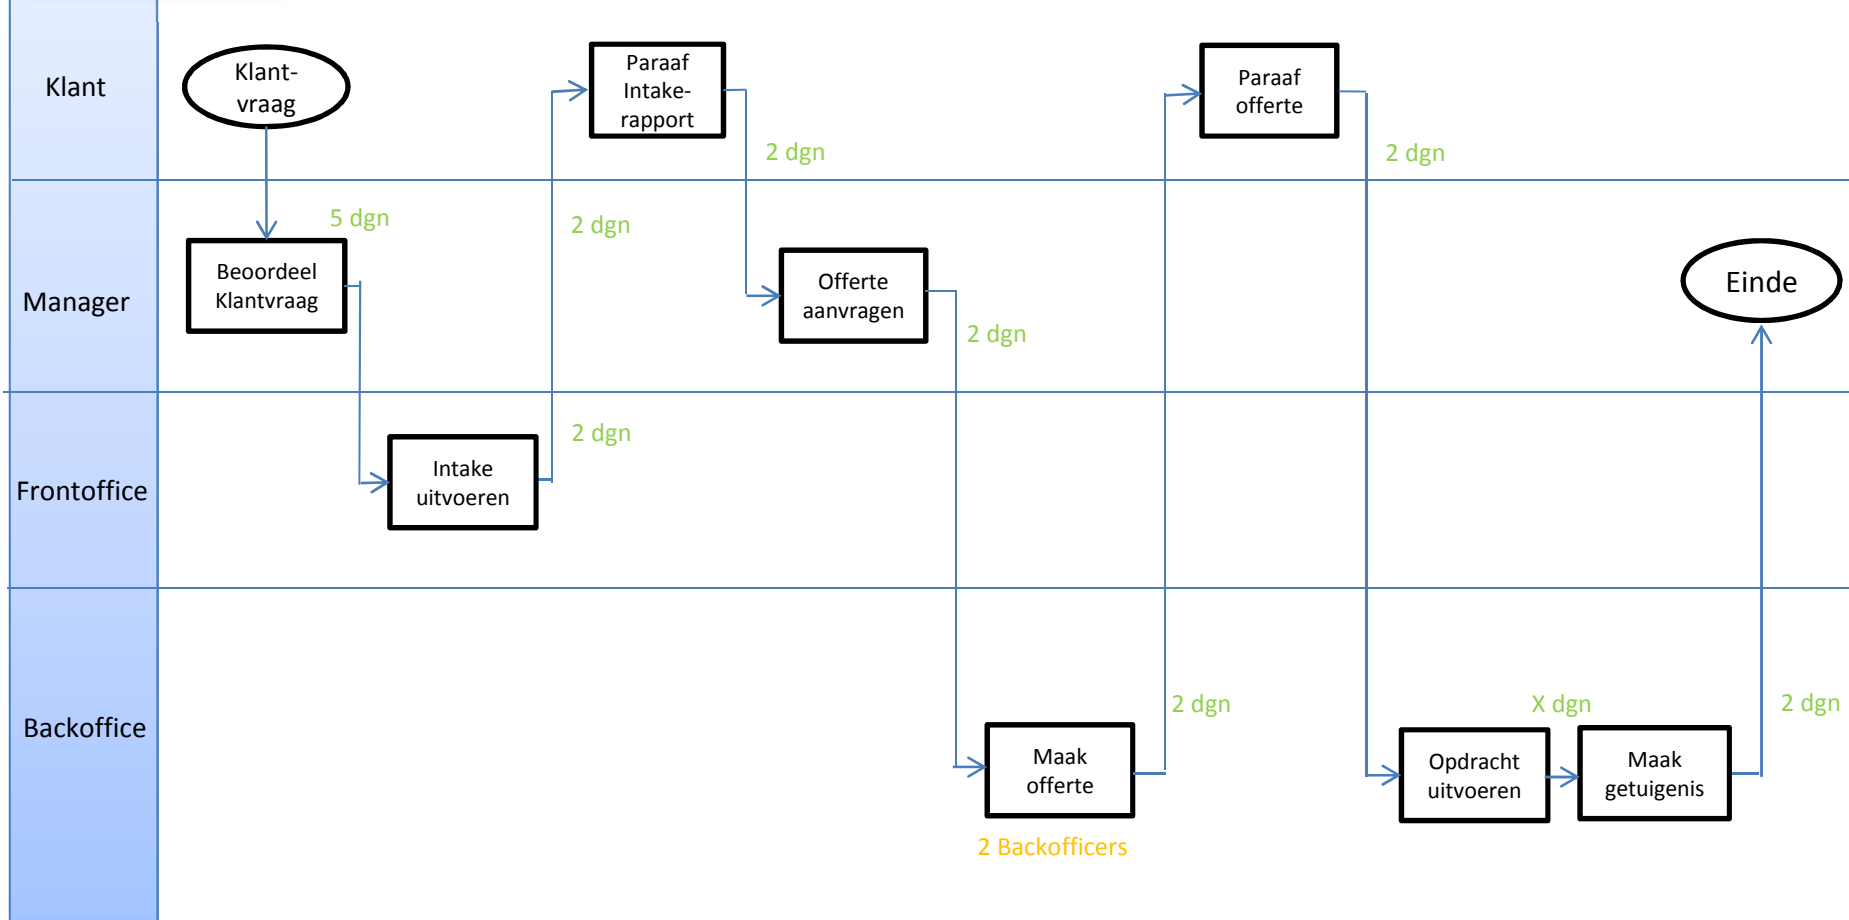 Klant
Klant-
vraag
Paraaf
Intake-
rapport
2 dgn
Paraaf
offerte
2 dgn
Manager
5 dgn
Beoordeel
Klantvraag
2 dgn
Offerte
aanvragen
2 dgn
Einde
Frontoffice
Intake
uitvoeren
2 dgn
Backoffice
Maak
offerte
2 dgn
2 Backofficers
Opdracht
uitvoeren
X dgn
Maak
getuigenis
2 dgn